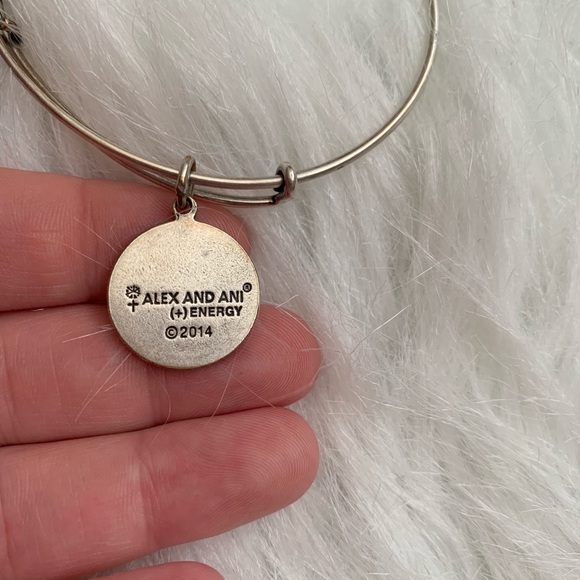 ALEX AND ANI®
(+) ENERGY
©2014